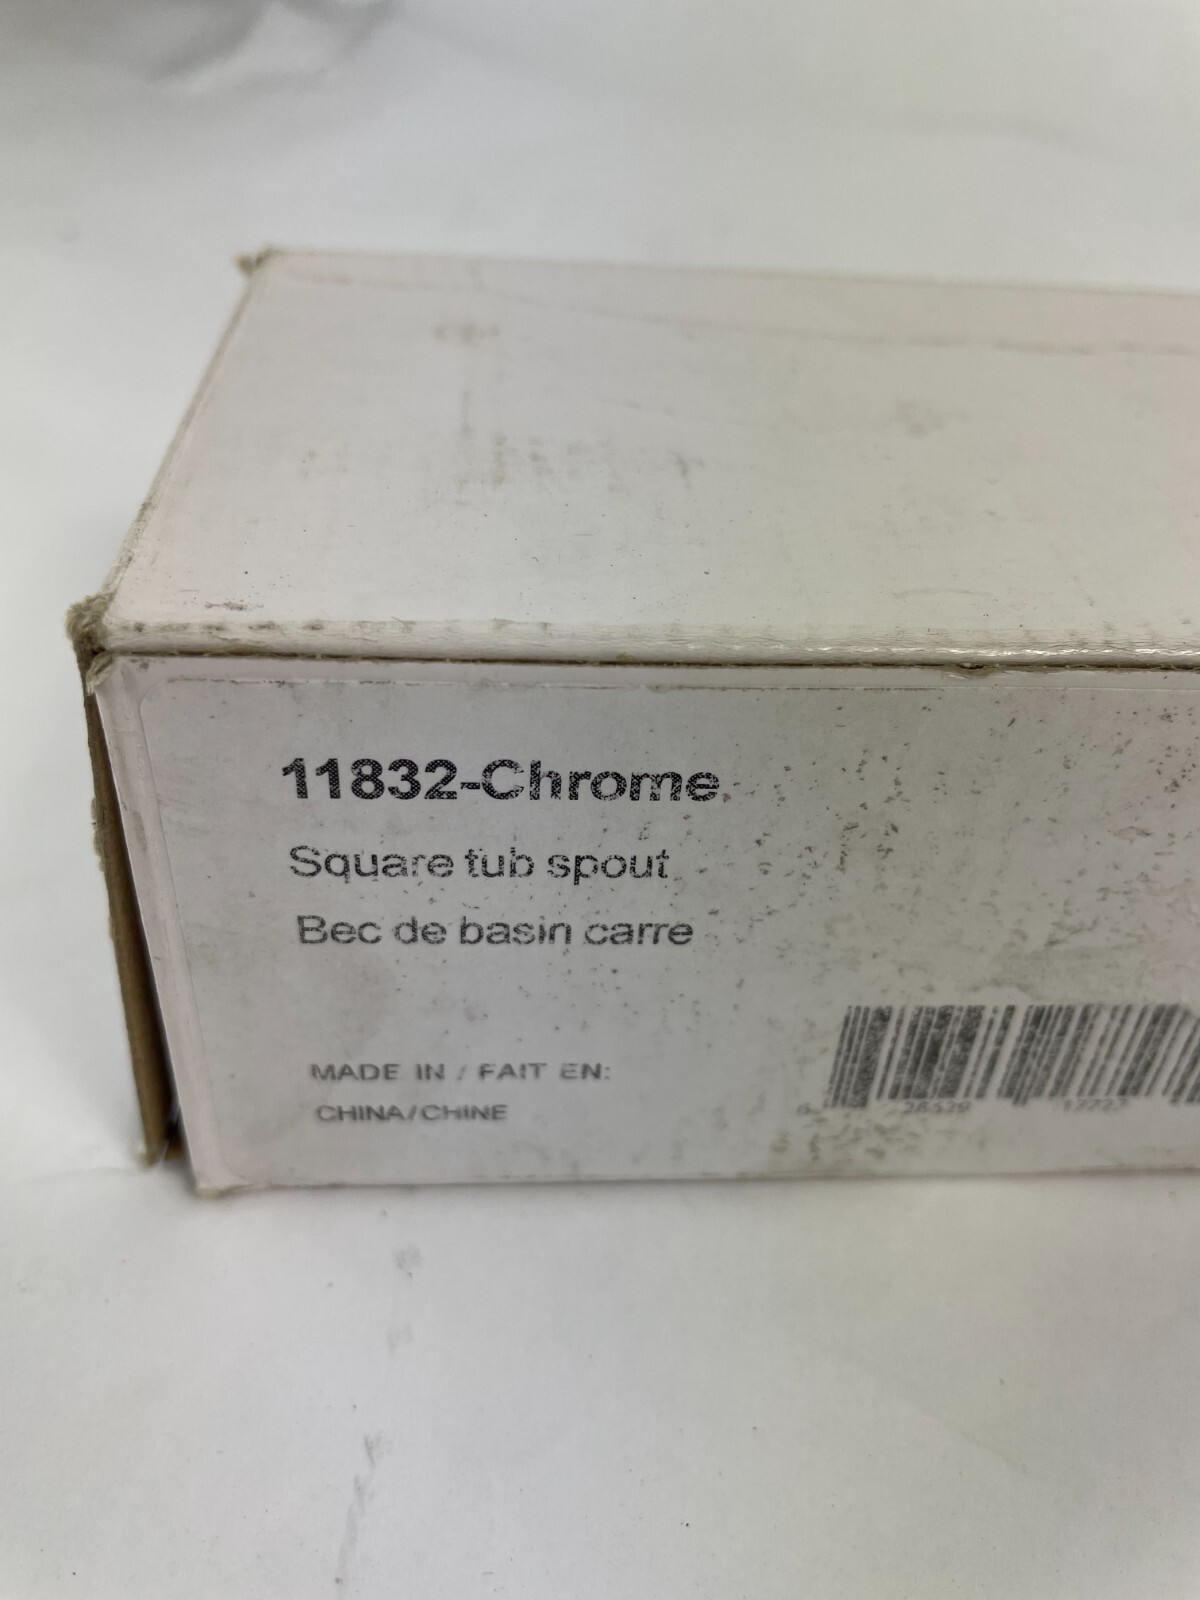 11832-Chrome
Square tub spout
Bec de basin carre
MADE IN / FAIT EN:
CHINA/CHINE